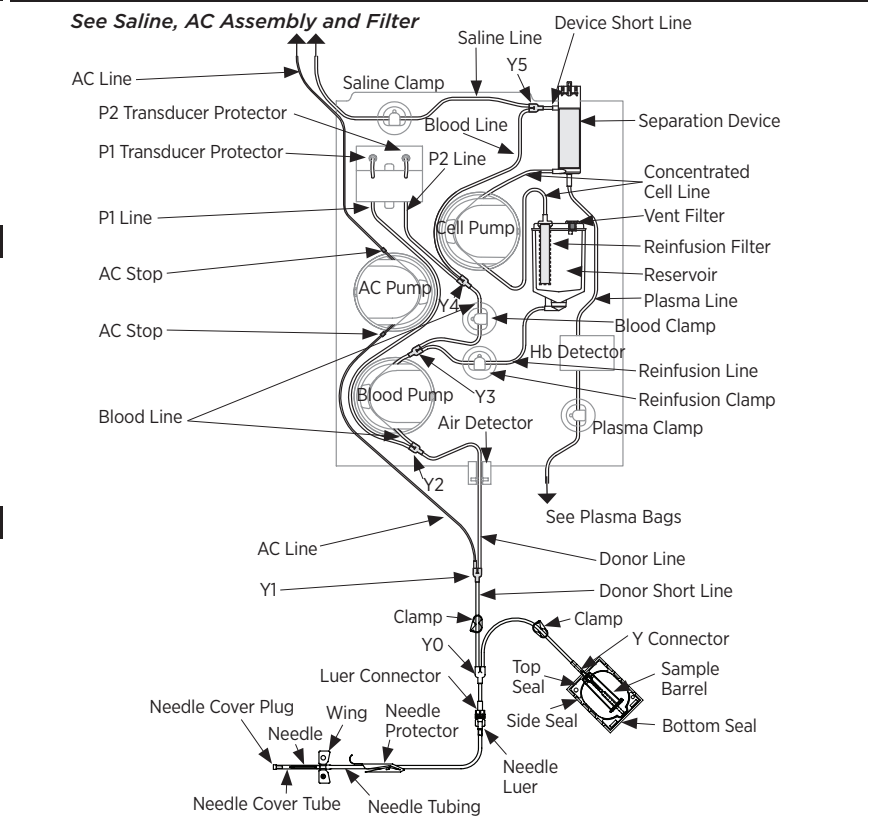 See Saline, AC Assembly and Filter
Device Short Line
Saline Line
Y5
AC Line
Saline Clamp
P2 Transducer Protector
Blood Line
Separation Device
P1 Transducer Protector
P2 Line
Concentrated
Cell Line
P1 Line
Vent Filter
Cell Pump
Reinfusion Filter
AC Stop
Reservoir
AC Pump
Plasma Line
Y4
Blood Clamp
AC Stop
Hb Detector
Reinfusion Line
Blood Pump
Y3
Reinfusion Clamp
Blood Line
Air Detector
Plasma Clamp
Y2
See Plasma Bags
AC Line
Donor Line
Y1
Donor Short Line
Clamp
Clamp
Y0
Y Connector
Luer Connector
Top
Seal
Sample
Barrel
Needle Cover Plug
Wing
Needle
Protector
Side Seal
Bottom Seal
Needle
Needle
Luer
Needle Cover Tube
Needle Tubing